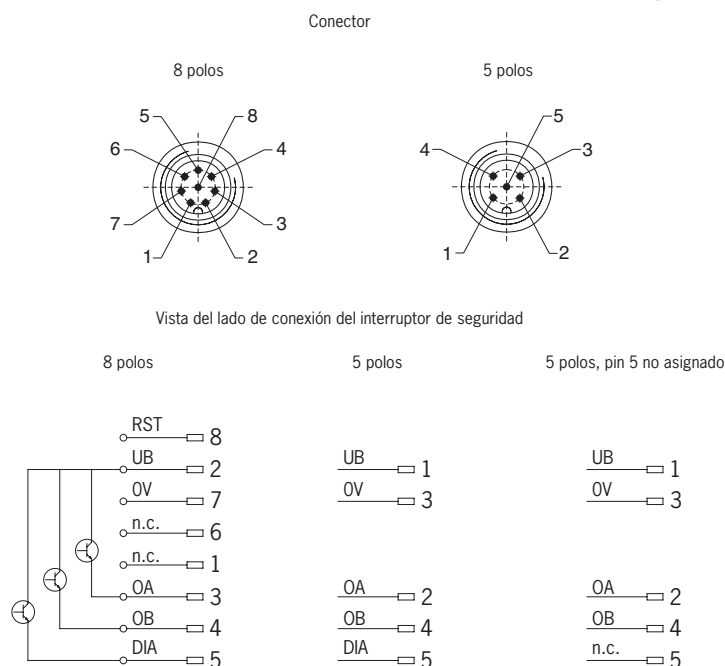 Conector
8 polos 5 polos
5 8 5
6 4 4 3
7 3
1 2 1 2
Vista del lado de conexión del interruptor de seguridad
8 polos 5 polos 5 polos, pin 5 no asignado
RST 8
UB 2 UB 1 UB 1
0V 7 0V 3 0V 3
n.c. 6
n.c. 1
OA 3 OA 2 OA 2
OB 4 OB 4 OB 4
DIA 5 DIA 5 n.c. 5